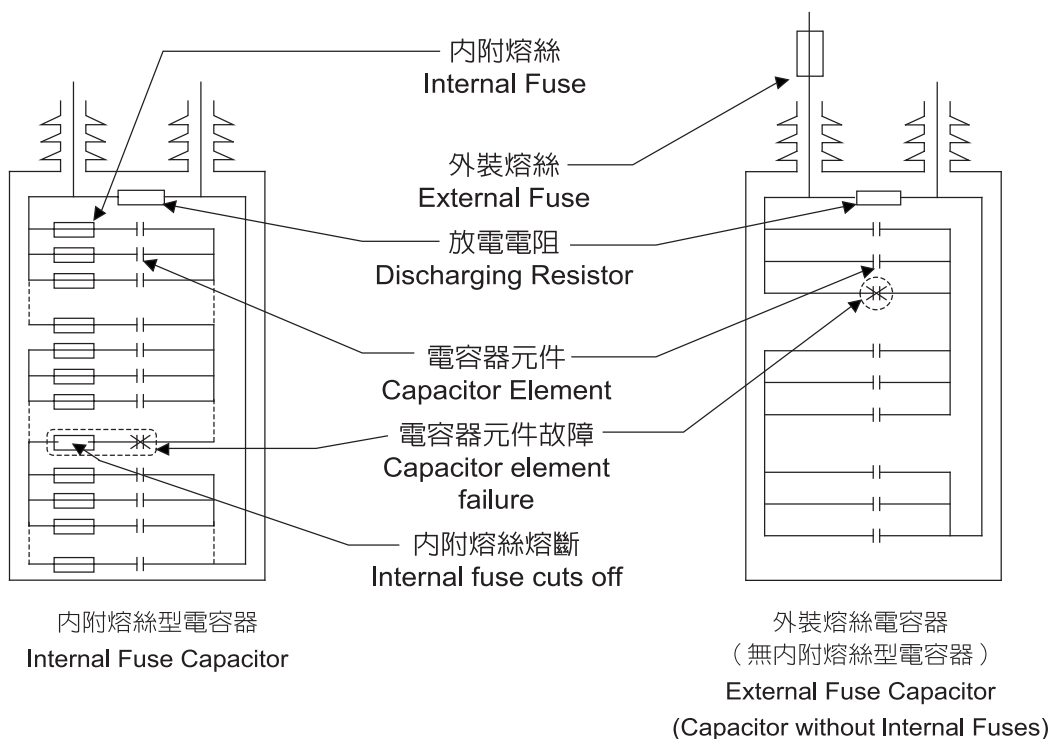 內附熔絲
Internal Fuse
外裝熔絲
External Fuse
放電電阻
Discharging Resistor
電容器元件
Capacitor Element
電容器元件故障
Capacitor element
failure
內附熔絲熔斷
Internal fuse cuts off
內附熔絲型電容器
Internal Fuse Capacitor
外裝熔絲電容器
（無內附熔絲型電容器）
External Fuse Capacitor
(Capacitor without Internal Fuses)